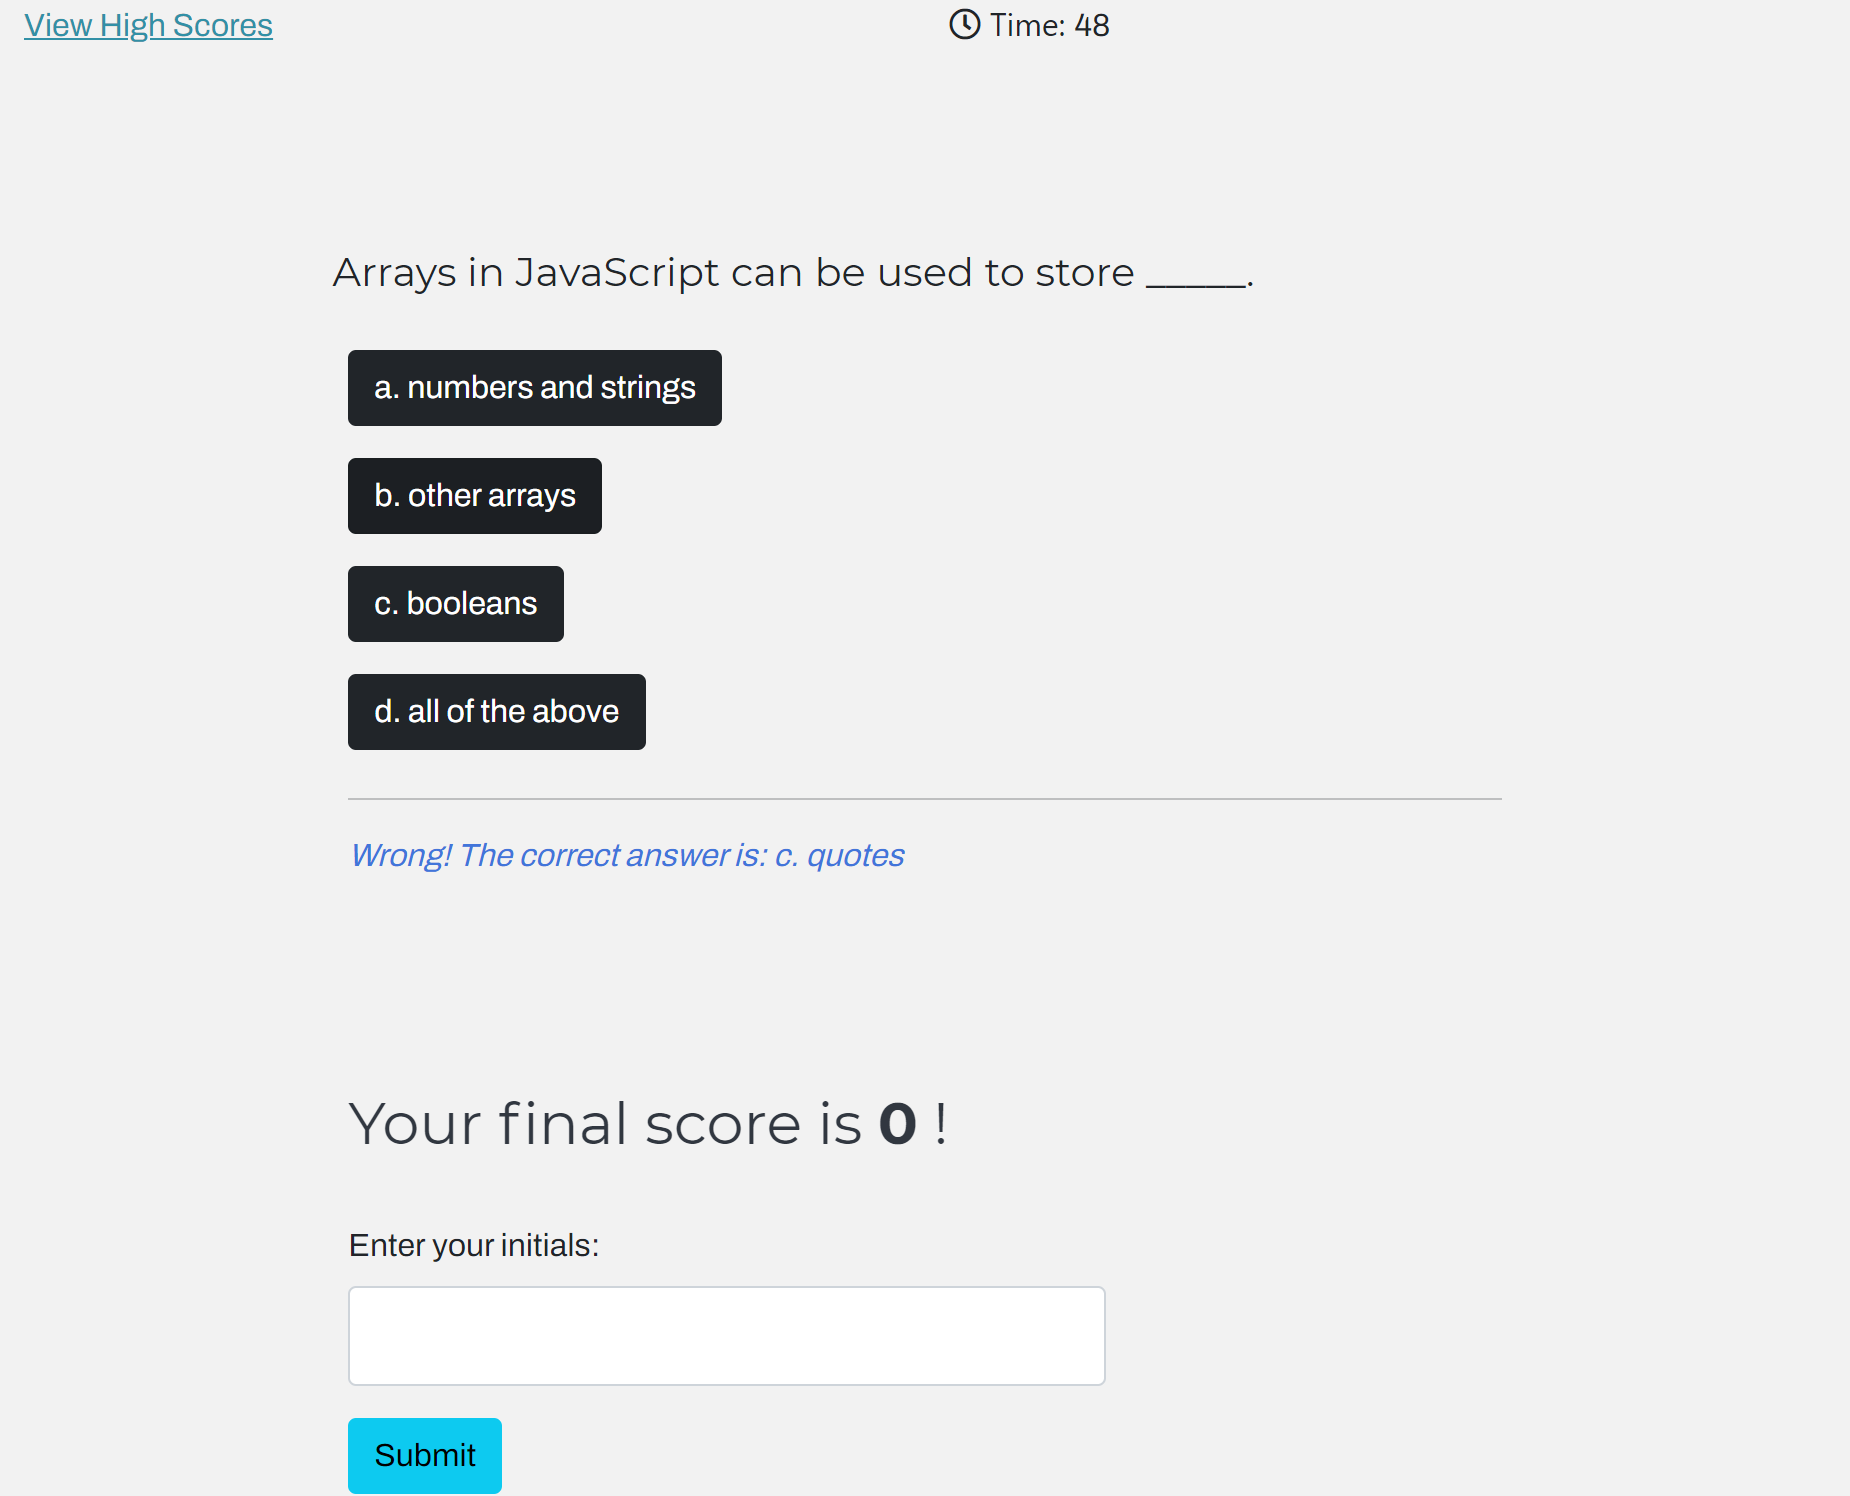 View High Scores
Time: 48
Arrays in JavaScript can be used to store _____.
a. numbers and strings
b. other arrays
c. booleans
d. all of the above
Wrong! The correct answer is: c. quotes
Your final score is 0 !
Enter your initials:
Submit